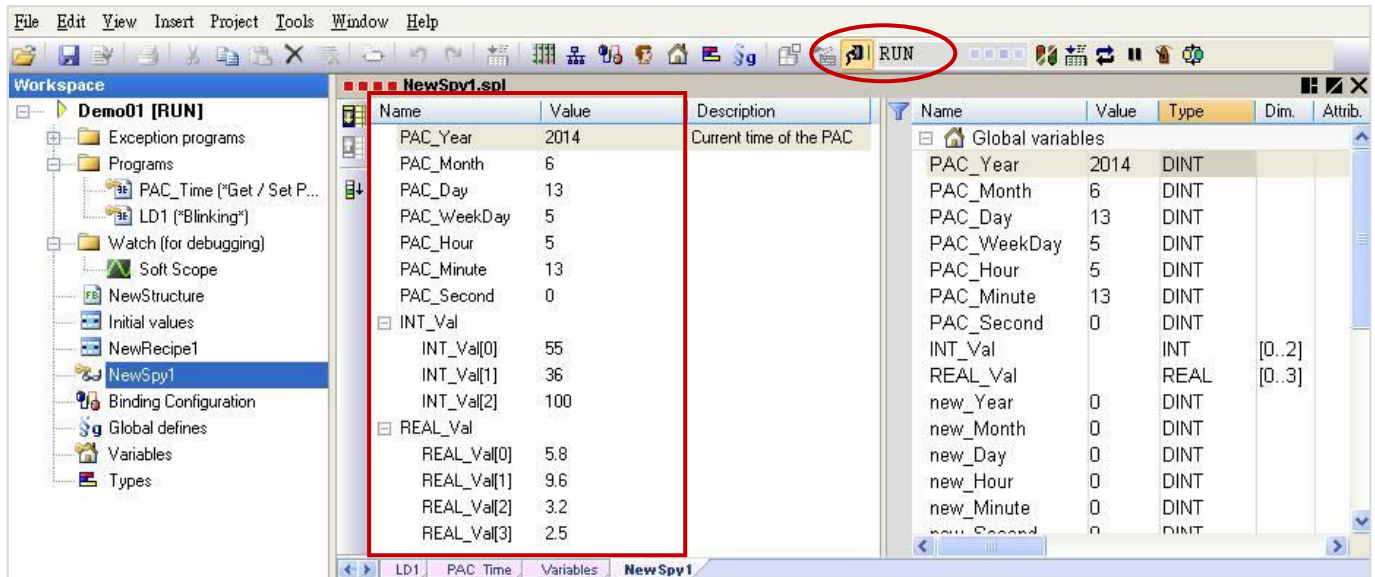 File Edit View Insert Project Tools Window Help
RUN
Workspace
Demo01 [RUN]
Exception programs
Programs
PAC_Time (*Get / Set P...
LD1 (*Blinking*)
Watch (for debugging)
Soft Scope
NewStructure
Initial values
NewRecipe1
NewSpy1
Binding Configuration
Global defines
Variables
Types
NewSpy1.spl
Name Value Description
PAC_Year 2014 Current time of the PAC
PAC_Month 6
PAC_Day 13
PAC_WeekDay 5
PAC_Hour 5
PAC_Minute 13
PAC_Second 0
INT_Val
INT_Val[0] 55
INT_Val[1] 36
INT_Val[2] 100
REAL_Val
REAL_Val[0] 5.8
REAL_Val[1] 9.6
REAL_Val[2] 3.2
REAL_Val[3] 2.5
Name Value Type Dim. Attrib.
Global variables
PAC_Year 2014 DINT
PAC_Month 6 DINT
PAC_Day 13 DINT
PAC_WeekDay 5 DINT
PAC_Hour 5 DINT
PAC_Minute 13 DINT
PAC_Second 0 DINT
INT_Val INT [0..2]
REAL_Val REAL [0..3]
new_Year 0 DINT
new_Month 0 DINT
new_Day 0 DINT
new_Hour 0 DINT
new_Minute 0 DINT
new_Second 0 DINT
LD1 PAC_Time Variables NewSpy1